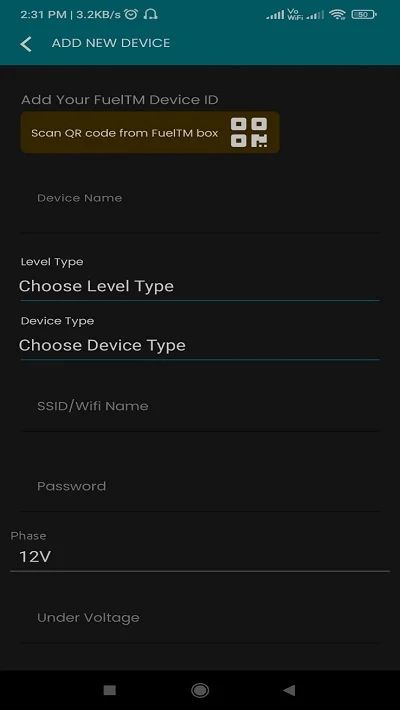 2:31 PM | 3.2KB/s
Vo
WiFi
50
ADD NEW DEVICE
Add Your FuelTM Device ID
Scan QR code from FuelTM box
Device Name
Level Type
Choose Level Type
Device Type
Choose Device Type
SSID/Wifi Name
Password
Phase
12V
Under Voltage